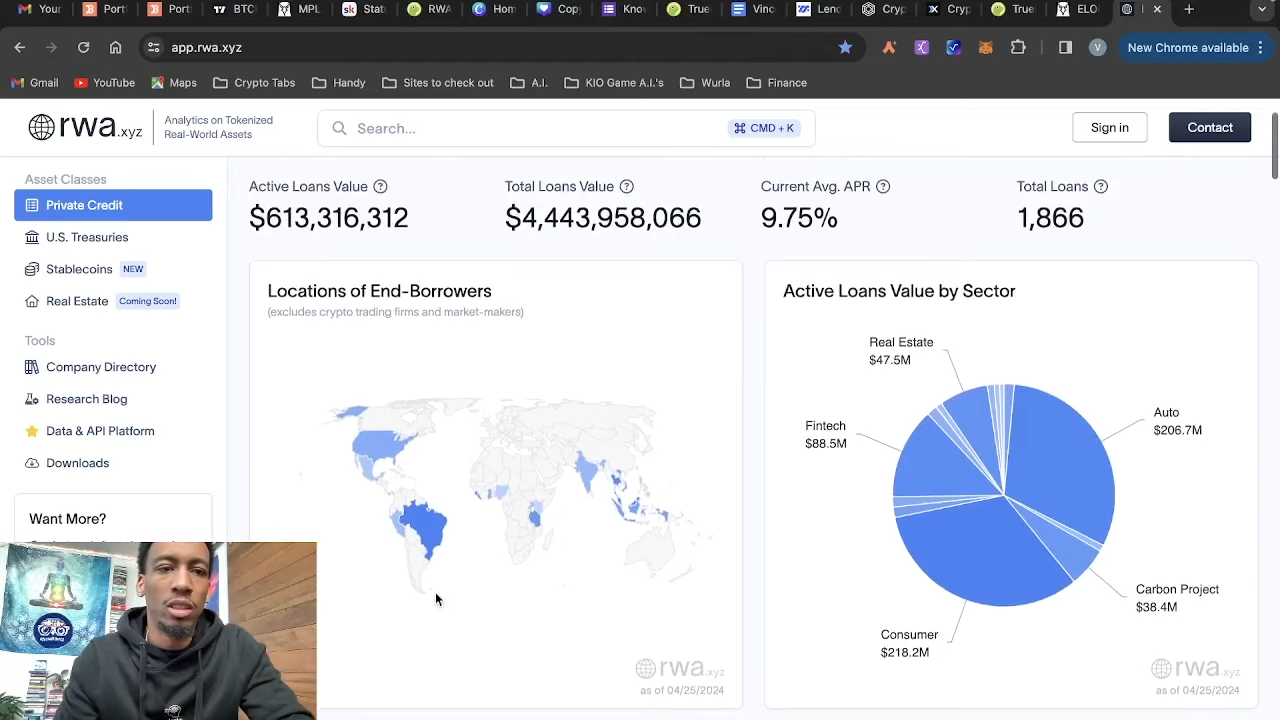 Your
Port
Port
BTC
MPL
Stat
RWA
Hom
Cop
Kno
True
Vinc
Lenc
Cryp
Cryp
True
ELO
app.rwa.xyz
V
New Chrome available
Gmail
YouTube
Maps
Crypto Tabs
Handy
Sites to check out
A.I.
KIO Game A.I.'s
Wurla
Finance
rwa.xyz
Analytics on Tokenized
Real-World Assets
Search...
⌘ CMD + K
Sign in
Contact
Asset Classes
Private Credit
U.S. Treasuries
Stablecoins NEW
Real Estate Coming Soon!
Tools
Company Directory
Research Blog
Data & API Platform
Downloads
Want More?
Active Loans Value ?
$613,316,312
Total Loans Value ?
$4,443,958,066
Current Avg. APR ?
9.75%
Total Loans ?
1,866
Locations of End-Borrowers
(excludes crypto trading firms and market-makers)
rwa.xyz
as of 04/25/2024
Active Loans Value by Sector
Real Estate
$47.5M
Auto
$206.7M
Fintech
$88.5M
Carbon Project
$38.4M
Consumer
$218.2M
rwa.xyz
as of 04/25/2024